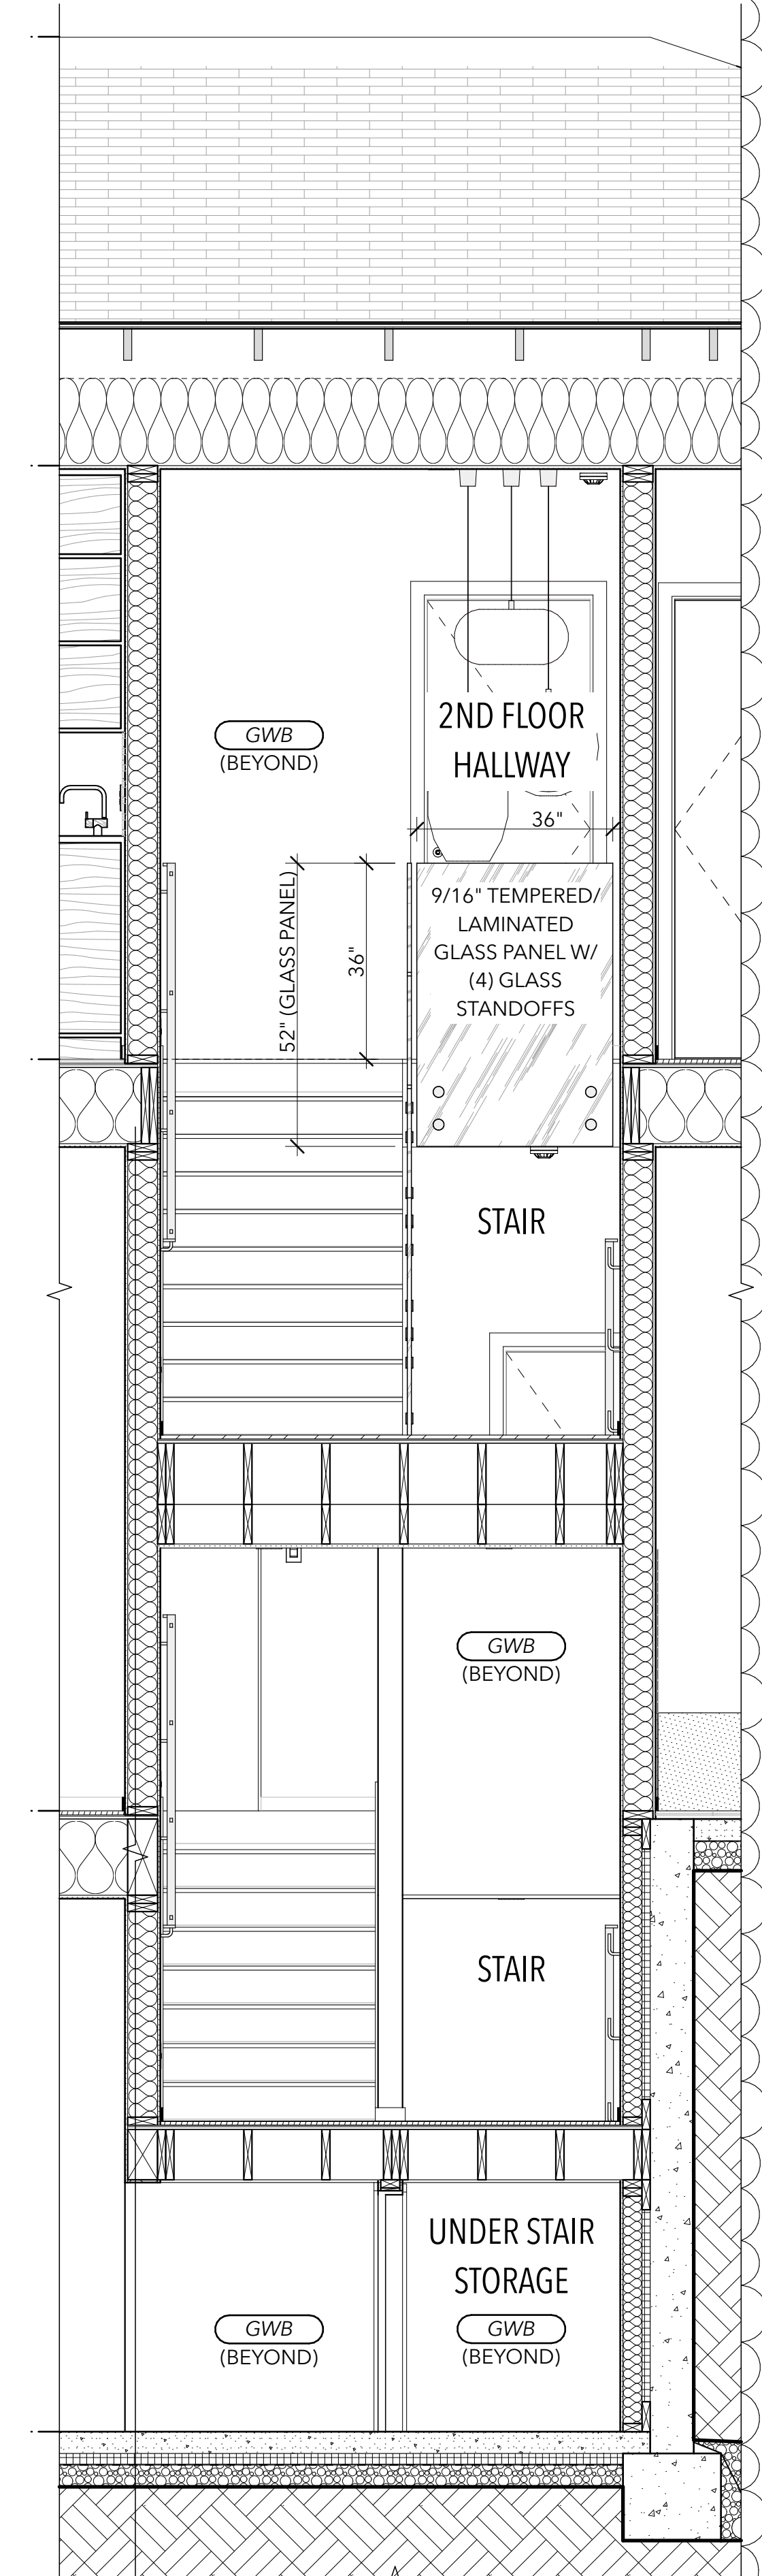 2ND FLOOR
HALLWAY
GWB
(BEYOND)
36"
52" (GLASS PANEL)
36"
9/16" TEMPERED/
LAMINATED
GLASS PANEL W/
(4) GLASS
STANDOFFS
STAIR
GWB
(BEYOND)
STAIR
UNDER STAIR
STORAGE
GWB
(BEYOND)
GWB
(BEYOND)